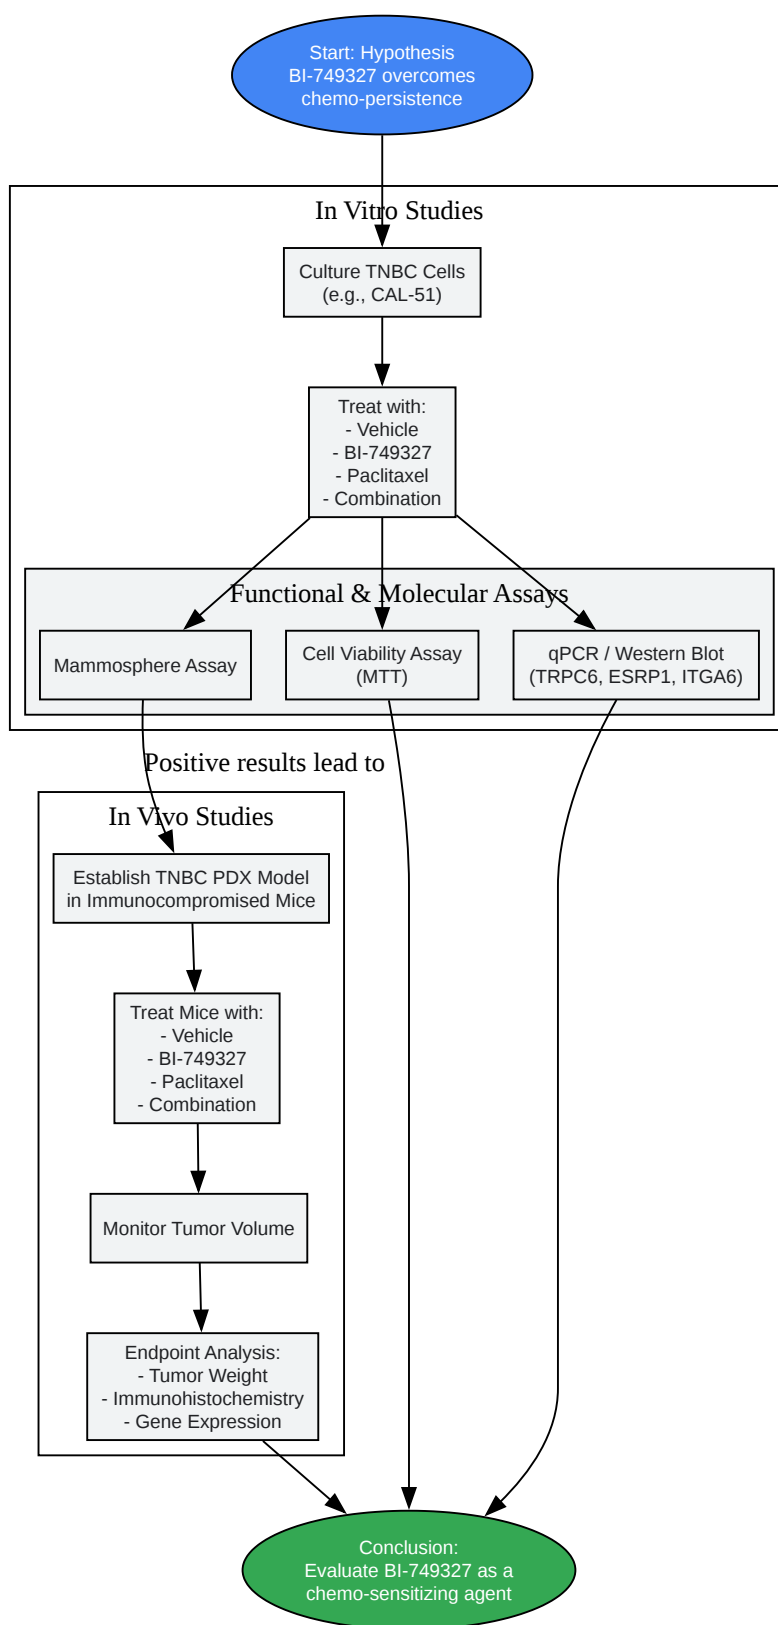 Start: Hypothesis
BI-749327 overcomes
chemo-persistence
In Vitro Studies
Culture TNBC Cells
(e.g., CAL-51)
Treat with:
- Vehicle
- BI-749327
- Paclitaxel
- Combination
Functional & Molecular Assays
Mammosphere Assay
Cell Viability Assay
(MTT)
qPCR / Western Blot
(TRPC6, ESRP1, ITGA6)
Positive results lead to
In Vivo Studies
Establish TNBC PDX Model
in Immunocompromised Mice
Treat Mice with:
- Vehicle
- BI-749327
- Paclitaxel
- Combination
Monitor Tumor Volume
Endpoint Analysis:
- Tumor Weight
- Immunohistochemistry
- Gene Expression
Conclusion:
Evaluate BI-749327 as a
chemo-sensitizing agent